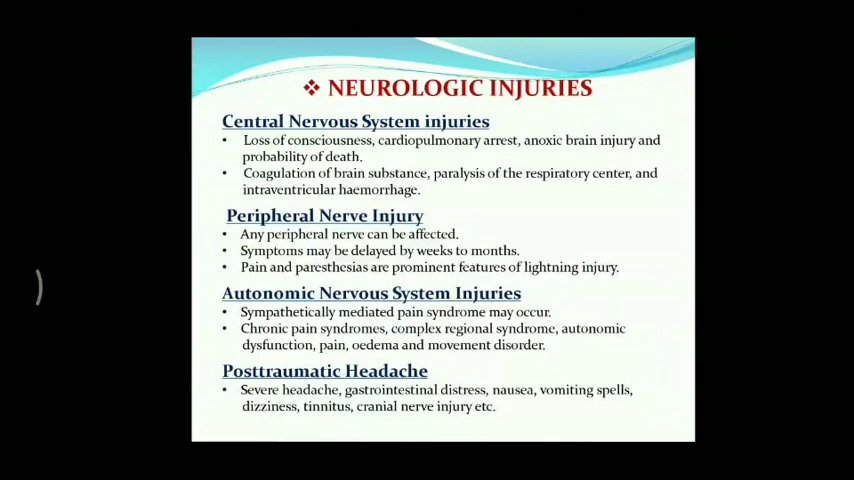 ❖ NEUROLOGIC INJURIES
Central Nervous System injuries
• Loss of consciousness, cardiopulmonary arrest, anoxic brain injury and
probability of death.
• Coagulation of brain substance, paralysis of the respiratory center, and
intraventricular haemorrhage.
Peripheral Nerve Injury
• Any peripheral nerve can be affected.
• Symptoms may be delayed by weeks to months.
• Pain and paresthesias are prominent features of lightning injury.
Autonomic Nervous System Injuries
• Sympathetically mediated pain syndrome may occur.
• Chronic pain syndromes, complex regional syndrome, autonomic
dysfunction, pain, oedema and movement disorder.
Posttraumatic Headache
• Severe headache, gastrointestinal distress, nausea, vomiting spells,
dizziness, tinnitus, cranial nerve injury etc.